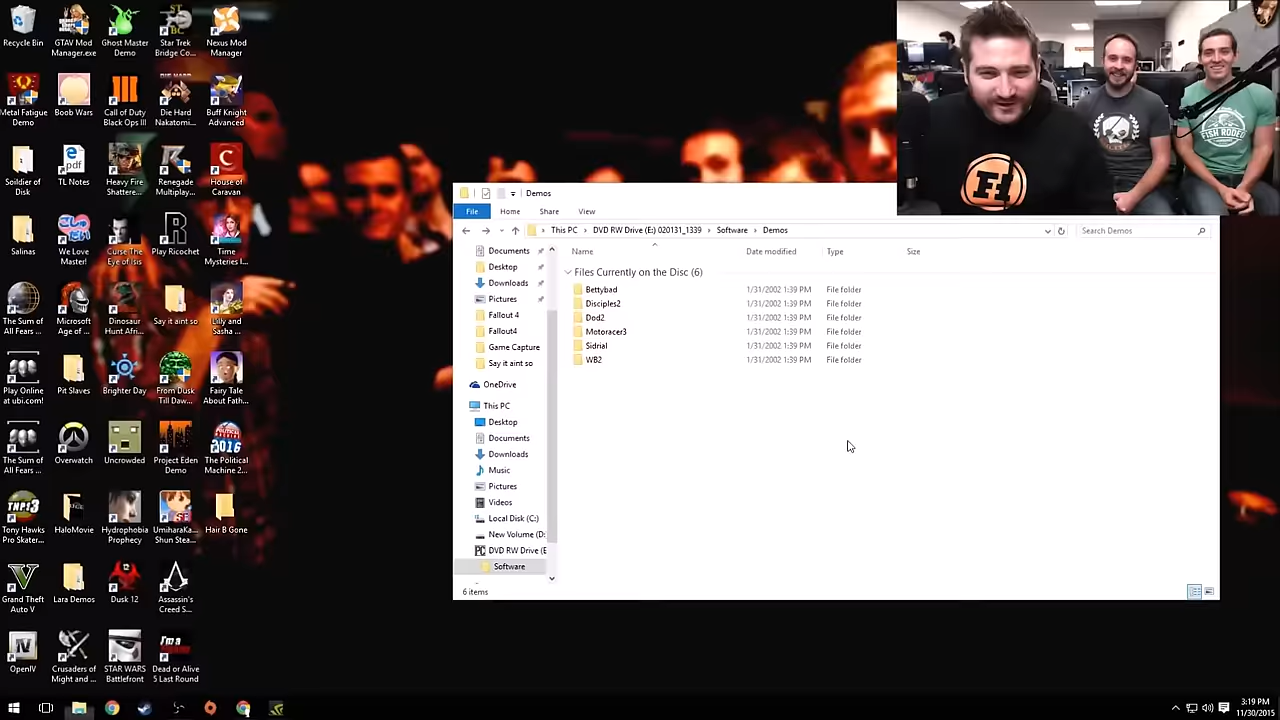 Recycle Bin
GTAV Mod
Manager.exe
Ghost Master
Demo
Star Trek
Bridge Co...
Nexus Mod
Manager
Metal Fatigue
Demo
Boob Wars
Call of Duty
Black Ops III
Die Hard
Nakatomi...
Buff Knight
Advanced
Soildier of
Disk
TL Notes
Heavy Fire
Shattere...
Renegade
Multiplay...
House of
Caravan
Salinas
We Love
Master!
Curse The
Eye of Isis
Play Ricochet
Time
Mysteries I...
The Sum of
All Fears ...
Microsoft
Age of ...
Dinosaur
Hunt Afri...
Say it aint so
Lilly and
Sasha ...
Play Online
at ubi.com!
Pit Slaves
Brighter Day
From Dusk
Till Daw...
Fairy Tale
About Fath...
The Sum of
All Fears ...
Overwatch
Uncrowded
Project Eden
Demo
The Political
Machine 2...
Tony Hawks
Pro Skater...
HaloMovie
Hydrophobia
Prophecy
UmiharaKa...
Shun Stea...
Hair B Gone
Grand Theft
Auto V
Lara Demos
Dusk 12
Assassin's
Creed S...
OpenIV
Crusaders of
Might and ...
STAR WARS
Battlefront
Dead or Alive
5 Last Round
Demos
File
Home
Share
View
This PC
DVD RW Drive (E:) 020131_1339
Software
Demos
Search Demos
Name
Date modified
Type
Size
Files Currently on the Disc (6)
Bettybad 1/31/2002 1:39 PM File folder
Disciples2 1/31/2002 1:39 PM File folder
Dod2 1/31/2002 1:39 PM File folder
Motoracer3 1/31/2002 1:39 PM File folder
Sidrial 1/31/2002 1:39 PM File folder
WB2 1/31/2002 1:39 PM File folder
Documents
Desktop
Downloads
Pictures
Fallout 4
Fallout4
Game Capture
Say it aint so
OneDrive
This PC
Desktop
Documents
Downloads
Music
Pictures
Videos
Local Disk (C:)
New Volume (D:
DVD RW Drive (E
Software
6 items
FISH RODEO
3:19 PM
11/30/2015